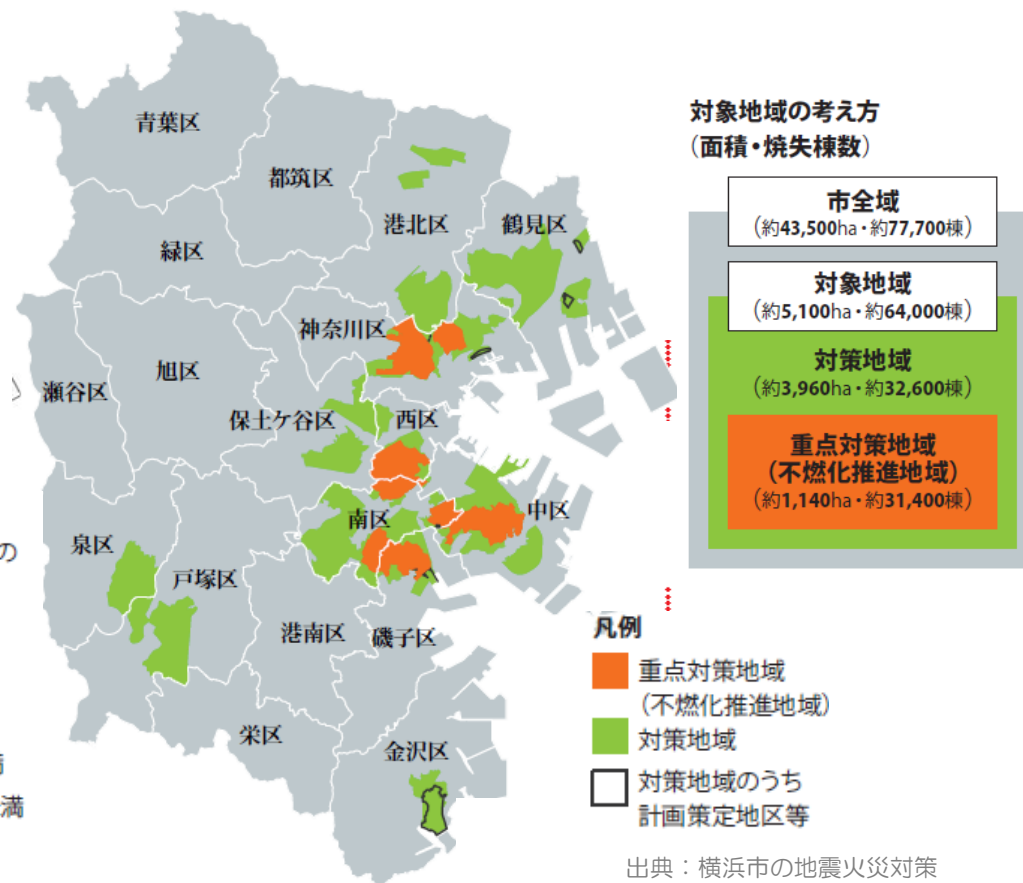 青葉区
都筑区
港北区
鶴見区
緑区
神奈川区
旭区
瀬谷区
保土ケ谷区
西区
南区
中区
泉区
戸塚区
港南区
磯子区
栄区
金沢区
の
満
対象地域の考え方
(面積・焼失棟数)
市全域
(約43,500ha・約77,700棟)
対象地域
(約5,100ha・約64,000棟)
対策地域
(約3,960ha・約32,600棟)
重点対策地域
(不燃化推進地域)
(約1,140ha・約31,400棟)
凡例
重点対策地域
(不燃化推進地域)
対策地域
対策地域のうち
計画策定地区等
出典：横浜市の地震火災対策